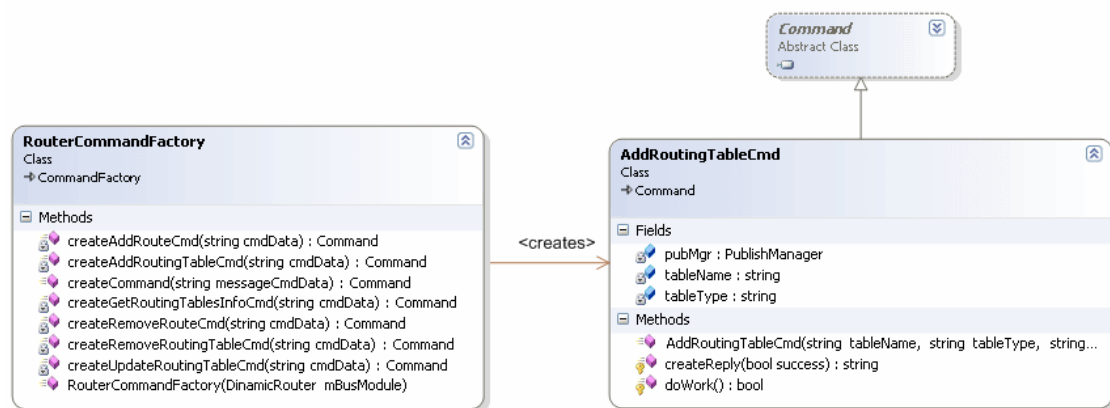 Command
Abstract Class
RouterCommandFactory
Class
CommandFactory
Methods
createAddRouteCmd(string cmdData) : Command
createAddRoutingTableCmd(string cmdData) : Command
createCommand(string messageCmdData) : Command
createGetRoutingTablesInfoCmd(string cmdData) : Command
createRemoveRouteCmd(string cmdData) : Command
createRemoveRoutingTableCmd(string cmdData) : Command
createUpdateRoutingTableCmd(string cmdData) : Command
RouterCommandFactory(DinamicRouter mBusModule)
<creates>
AddRoutingTableCmd
Class
Command
Fields
pubMgr : PublishManager
tableName : string
tableType : string
Methods
AddRoutingTableCmd(string tableName, string tableType, string...
createReply(bool success) : string
doWork() : bool